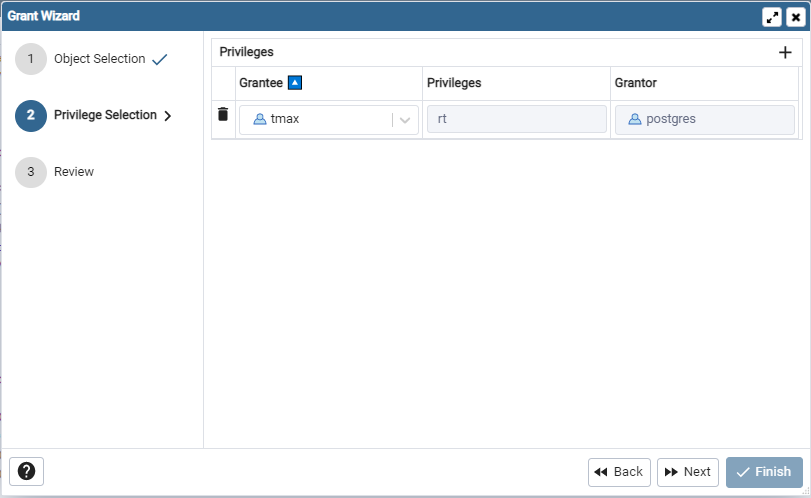 Grant Wizard
1 Object Selection
2 Privilege Selection
3 Review
Privileges
Grantee Privileges Grantor
tmax rt postgres
? Back Next Finish